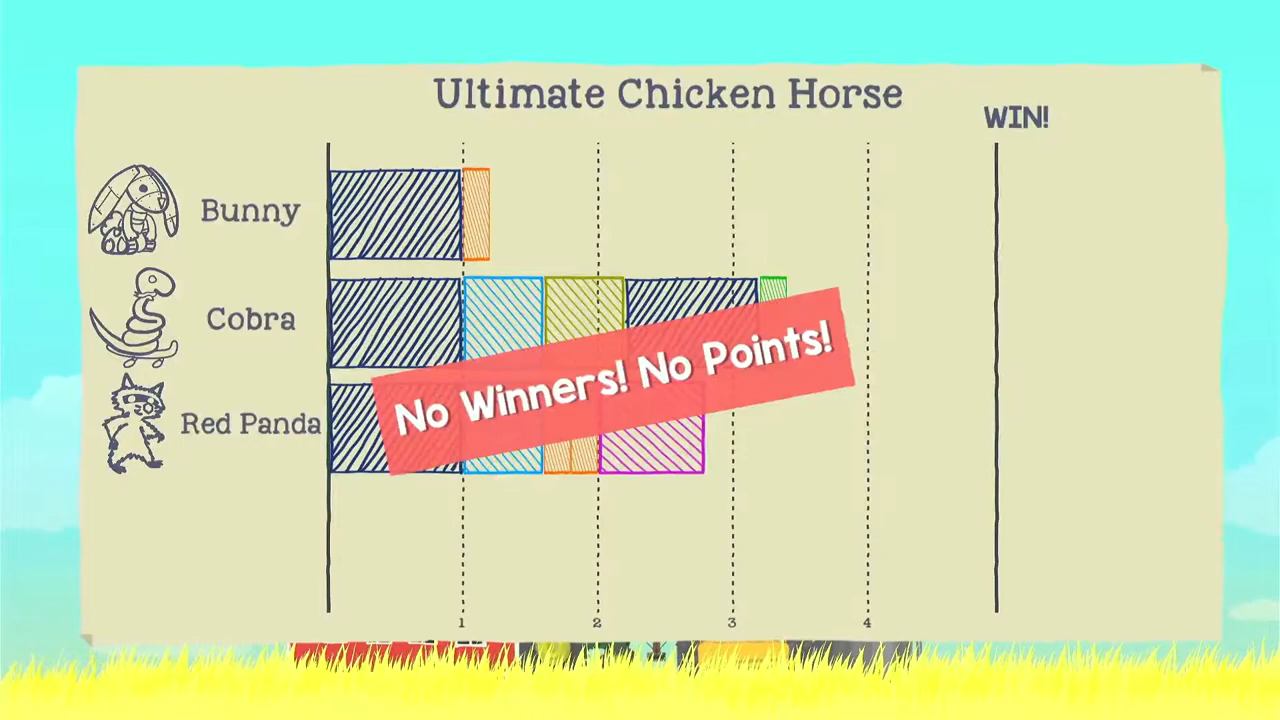 Ultimate Chicken Horse
WIN!
Bunny
Cobra
No Winners! No Points!
Red Panda
1 2 3 4